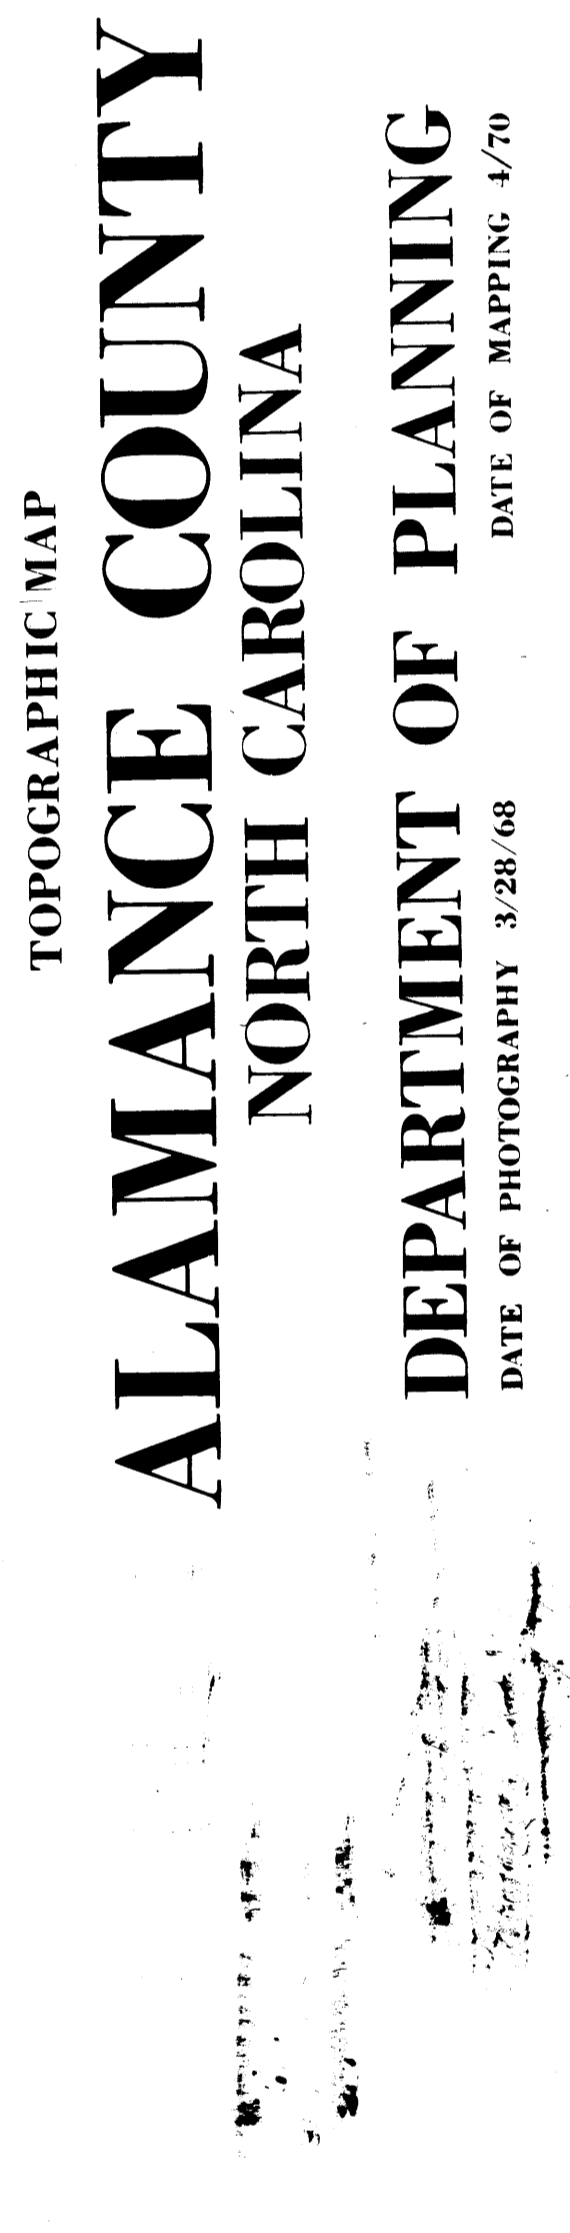 TOPOGRAPHIC MAP
ALAMANCE COUNTY
NORTH CAROLINA
DEPARTMENT OF PLANNING
DATE OF PHOTOGRAPHY 3/28/68 DATE OF MAPPING 4/70